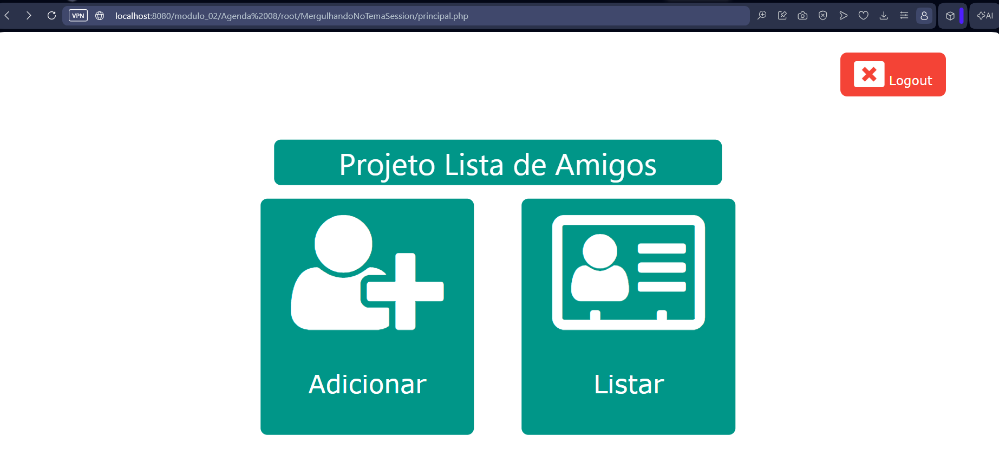 VPN
localhost:8080/modulo_02/Agenda%2008/root/MergulhandoNoTemaSession/principal.php
AI
Logout
Projeto Lista de Amigos
Adicionar
Listar